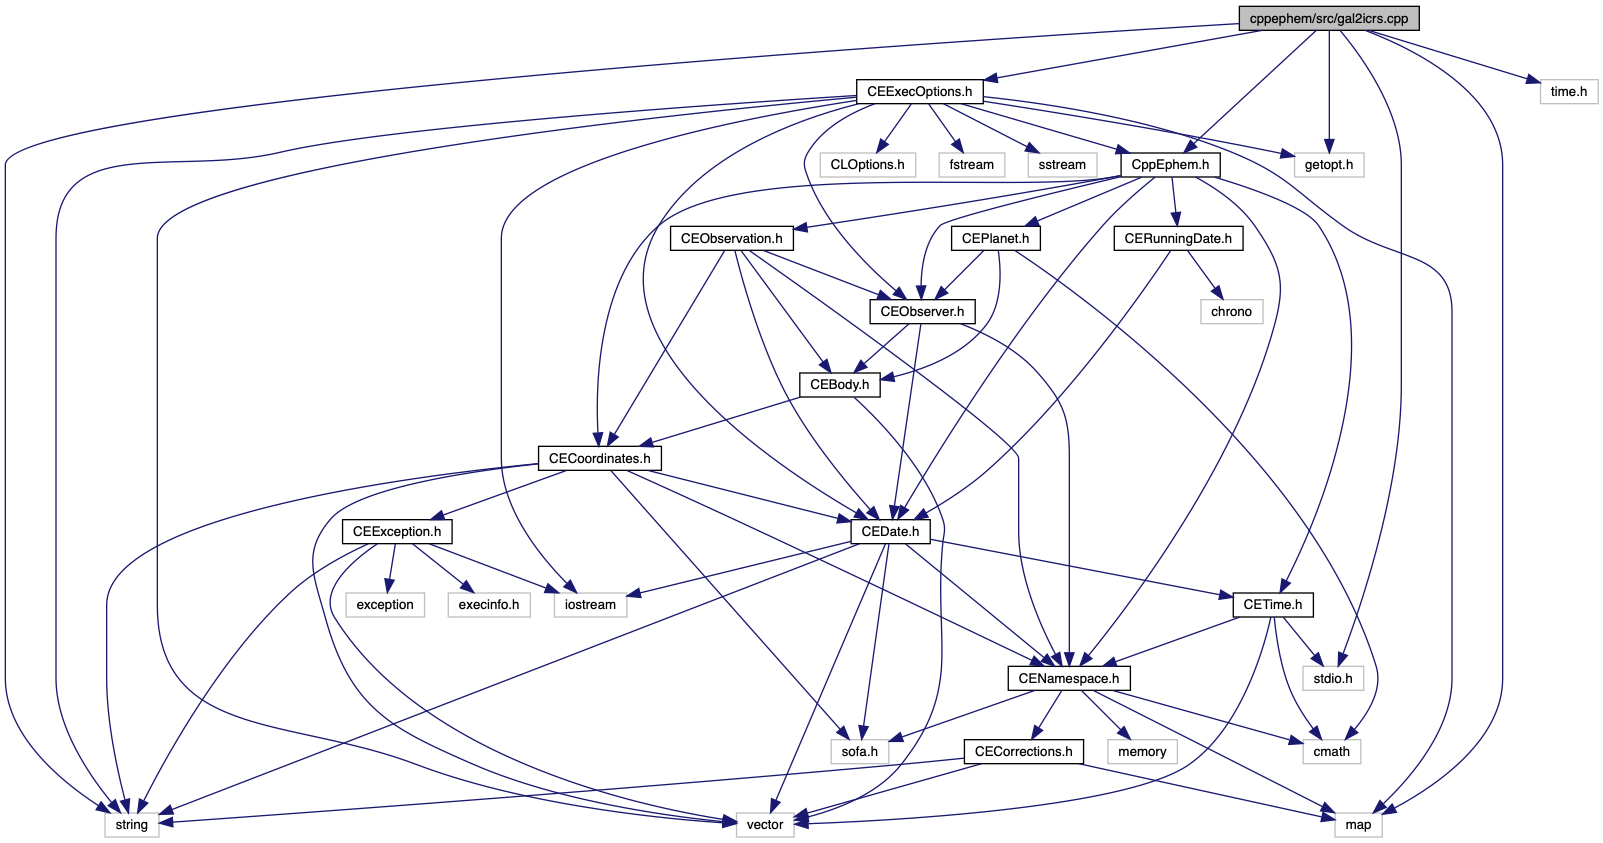 cppephem/src/gal2icrs.cpp
CEExecOptions.h
time.h
CLOptions.h
fstream
sstream
CppEphem.h
getopt.h
CEObservation.h
CEPlanet.h
CERunningDate.h
CEObserver.h
chrono
CEBody.h
CECoordinates.h
CEException.h
CEDate.h
exception
execinfo.h
iostream
CETime.h
CENamespace.h
stdio.h
sofa.h
CECorrections.h
memory
cmath
string
vector
map